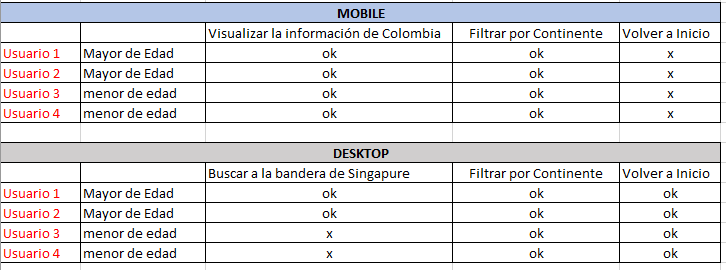 MOBILE
Visualizar la información de Colombia Filtrar por Continente Volver a Inicio
Usuario 1 Mayor de Edad ok ok x
Usuario 2 Mayor de Edad ok ok x
Usuario 3 menor de edad ok ok x
Usuario 4 menor de edad ok ok x
DESKTOP
Buscar a la bandera de Singapure Filtrar por Continente Volver a Inicio
Usuario 1 Mayor de Edad ok ok ok
Usuario 2 Mayor de Edad ok ok ok
Usuario 3 menor de edad x ok ok
Usuario 4 menor de edad x ok ok